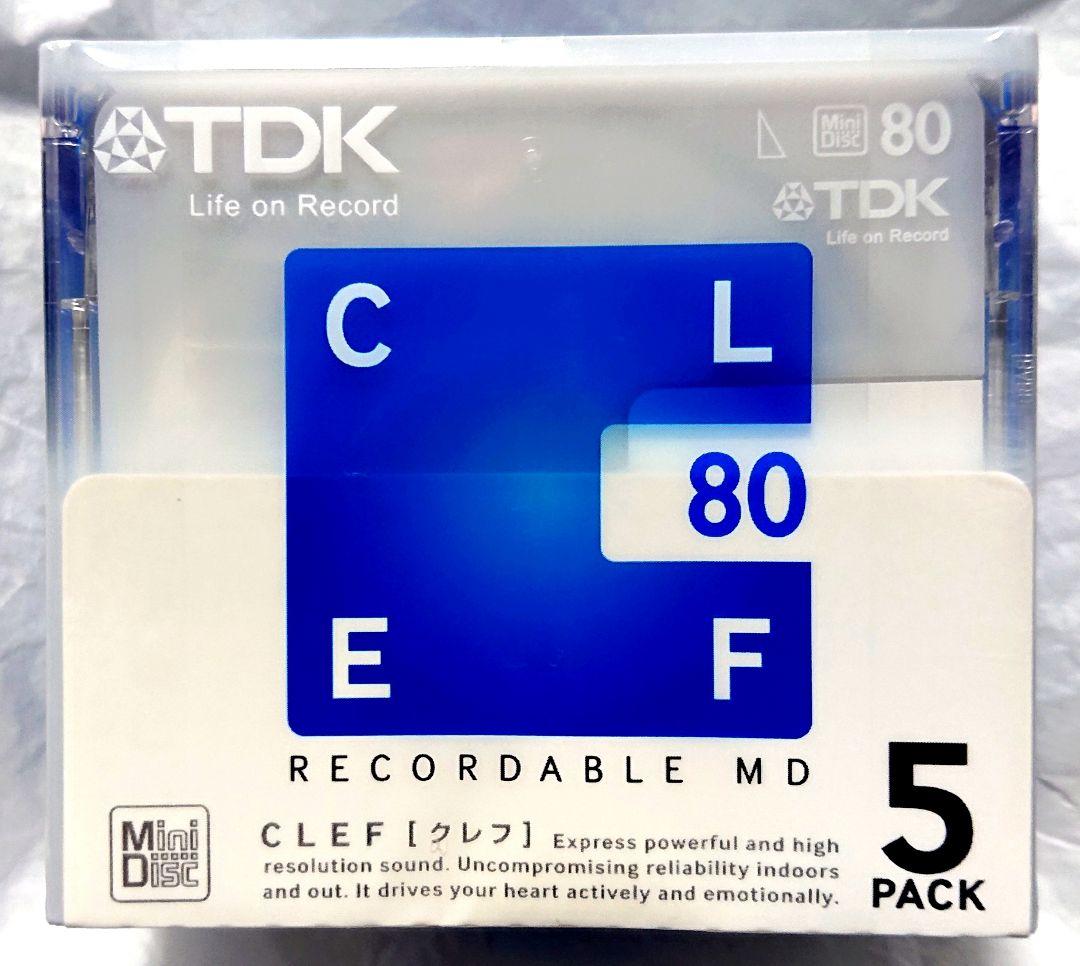 TDK
Life on Record
Mini Disc 80
TDK
Life on Record
C L
80
E F
RECORDABLE MD
5
PACK
Mini
Disc
CLEF [クレフ] Express powerful and high
resolution sound. Uncompromising reliability indoors
and out. It drives your heart actively and emotionally.